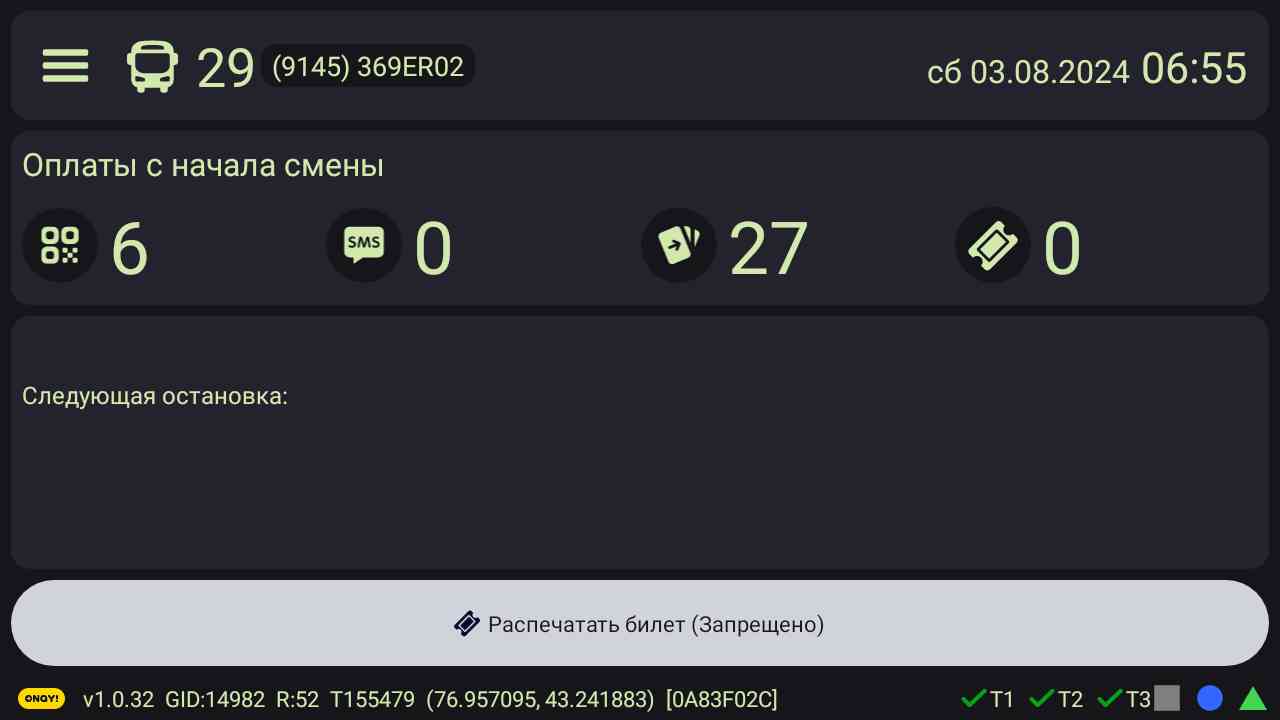 29 (9145) 369ER02 сб 03.08.2024 06:55
Оплаты с начала смены
6 SMS 0 27 0
Следующая остановка:
Распечатать билет (Запрещено)
ONAY! v1.0.32 GID:14982 R:52 T155479 (76.957095, 43.241883) [0A83F02C] T1 T2 T3